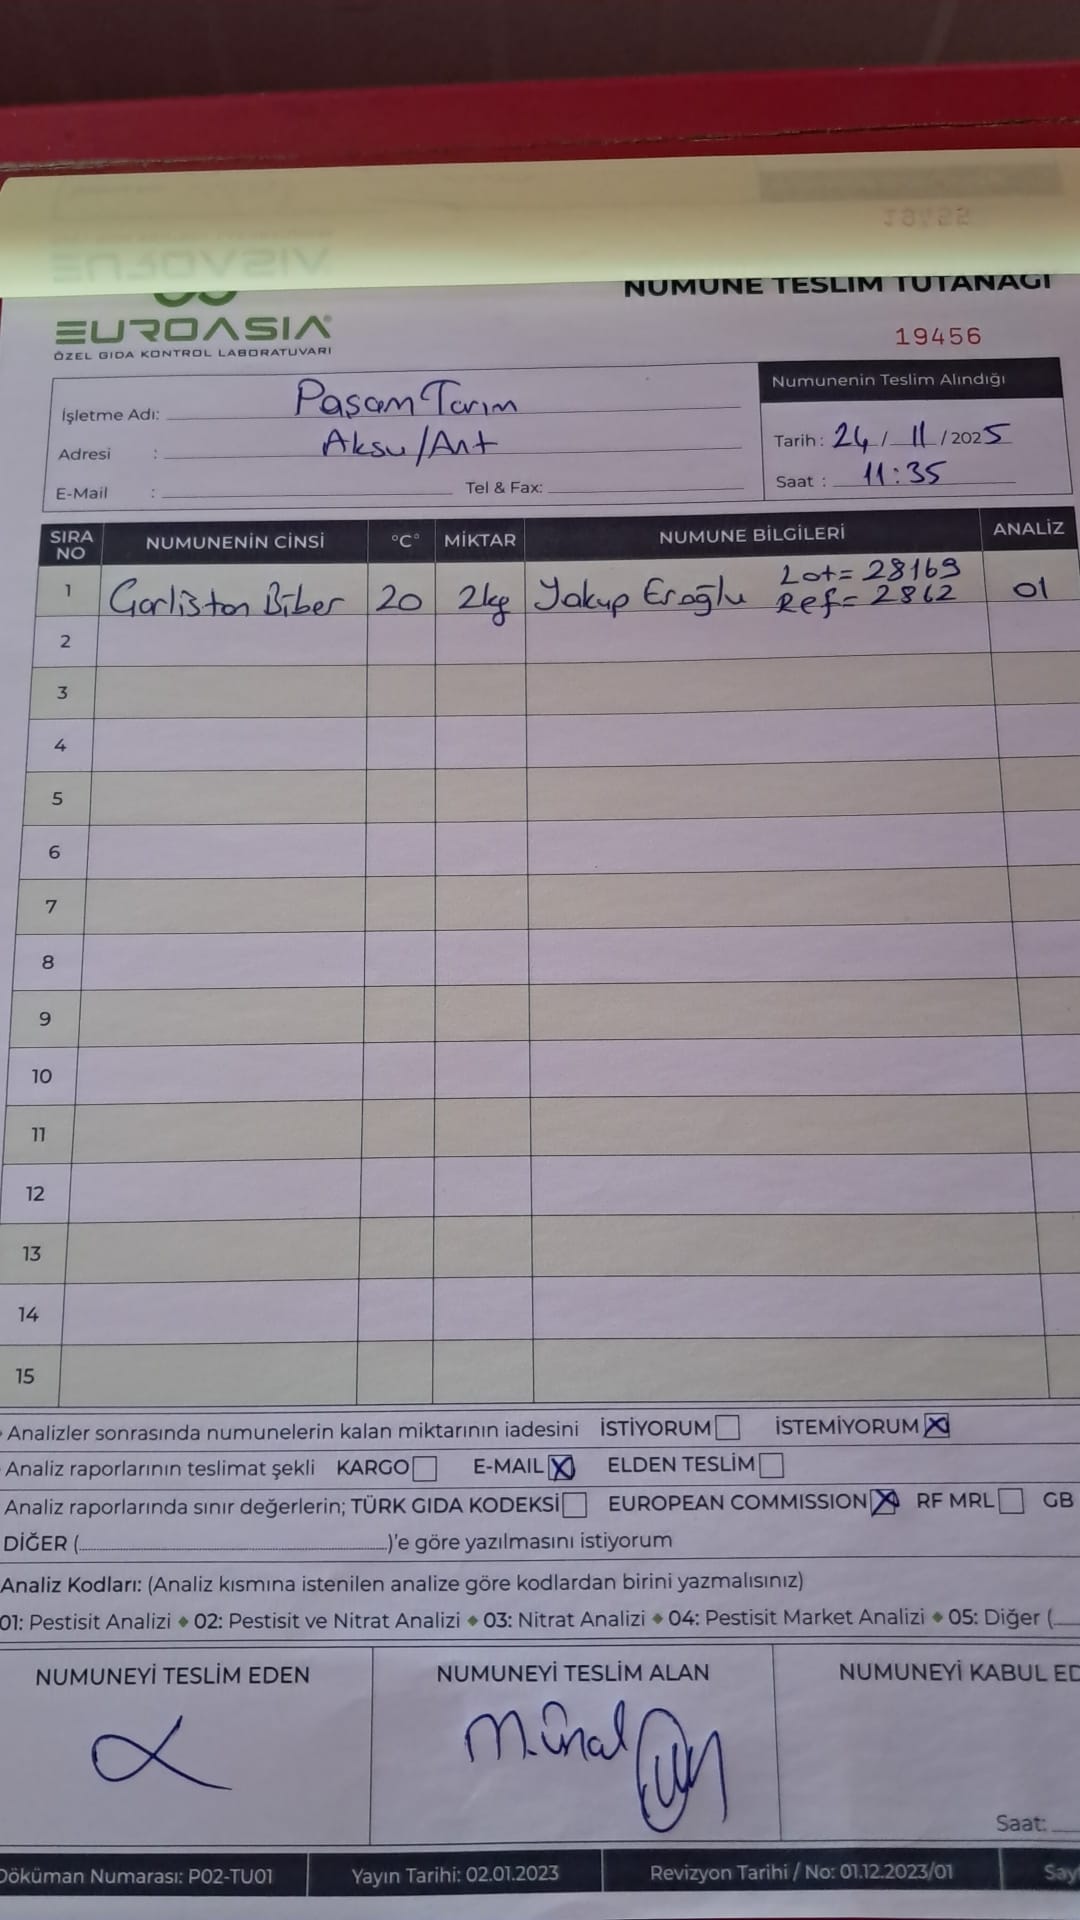 NUMUNE TESLİM TUTANAĞI
EUROASIA
ÖZEL GIDA KONTROL LABORATUVARI
19456
İşletme Adı: Paşam Tarım
Adresi : Aksu/Ant
E-Mail : Tel & Fax:
Numunenin Teslim Alındığı
Tarih : 24 / 11 / 2025
Saat : 11:35
SIRA NO NUMUNENİN CİNSİ °C° MİKTAR NUMUNE BİLGİLERİ ANALİZ
1 Carliston Biber 20 2kg Yakup Eroğlu Lot= 28169 Ref= 2862 01
2
3
4
5
6
7
8
9
10
11
12
13
14
15
Analizler sonrasında numunelerin kalan miktarının iadesini İSTİYORUM İSTEMİYORUM X
Analiz raporlarının teslimat şekli KARGO E-MAIL X ELDEN TESLİM
Analiz raporlarında sınır değerlerin; TÜRK GIDA KODEKSİ EUROPEAN COMMISSION X RF MRL GB
DİĞER (....................)'e göre yazılmasını istiyorum
Analiz Kodları: (Analiz kısmına istenilen analize göre kodlardan birini yazmalısınız)
01: Pestisit Analizi ◆ 02: Pestisit ve Nitrat Analizi ◆ 03: Nitrat Analizi ◆ 04: Pestisit Market Analizi ◆ 05: Diğer (
NUMUNEYİ TESLİM EDEN NUMUNEYİ TESLİM ALAN NUMUNEYİ KABUL ED
M.Ünal
Saat:
Döküman Numarası: P02-TU01 Yayın Tarihi: 02.01.2023 Revizyon Tarihi / No: 01.12.2023/01 Say